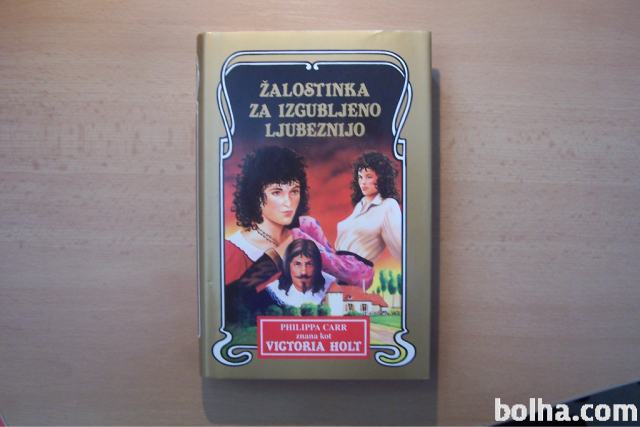 ŽALOSTINKA
ZA IZGUBLJENO
LJUBEZNIJO
PHILIPPA CARR
znana kot
VICTORIA HOLT
bolha.com